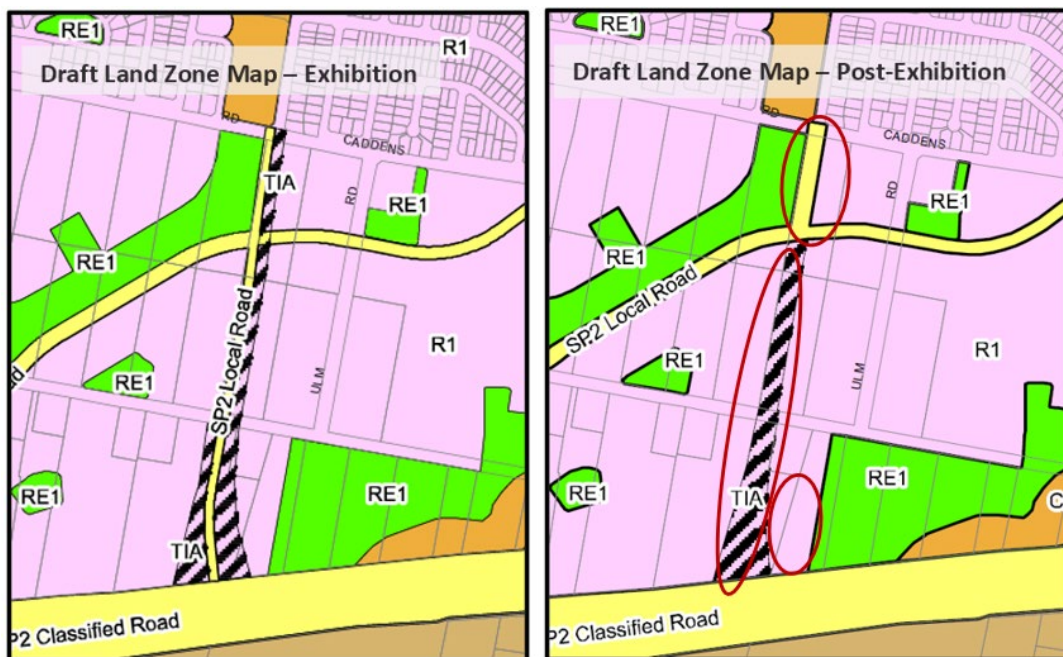 RE1
R1
Draft Land Zone Map – Exhibition
RD
CADDENS
TIA
RD
RE1
RE1
SP2 Local Road
R1
RE1
ULM
RE1
RE1
TIA
P2 Classified Road
RE1
Draft Land Zone Map – Post-Exhibition
RD
CADDENS
RD
RE1
RE1
SP2 Local Road
R1
RE1
ULM
RE1
RE1
TIA
C
P2 Classified Road